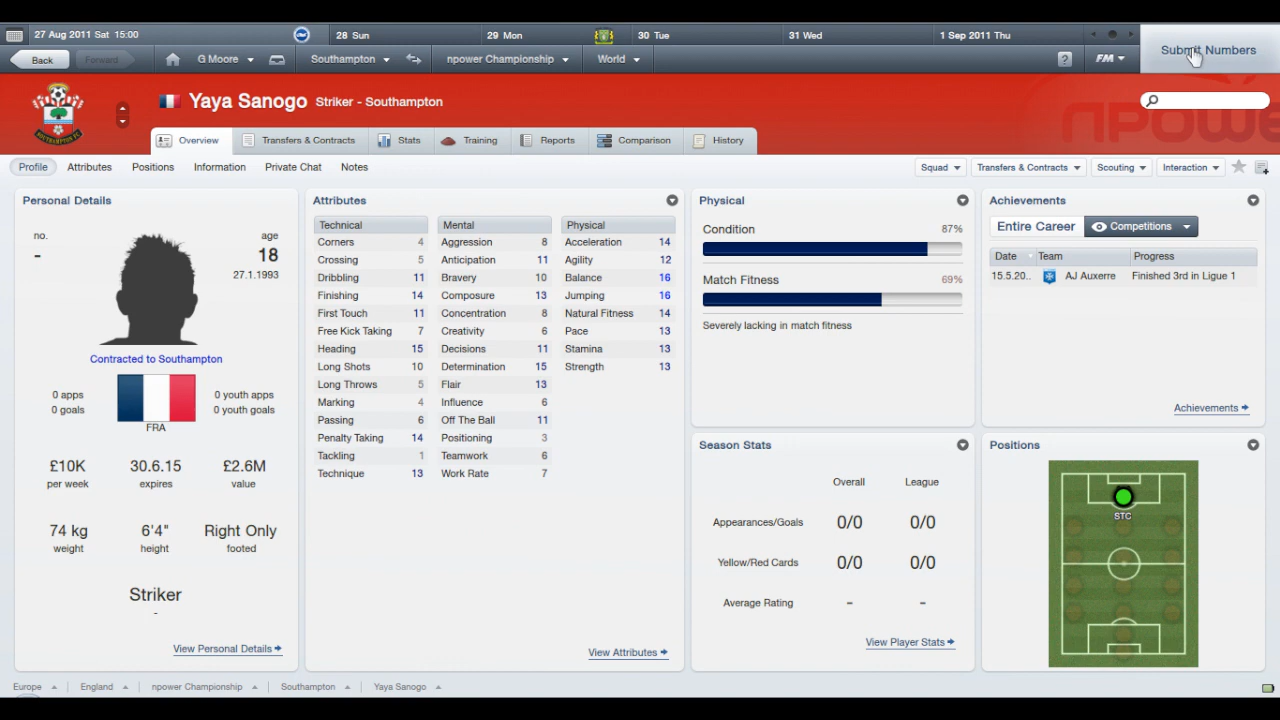 27 Aug 2011 Sat 15:00
28 Sun
29 Mon
30 Tue
31 Wed
1 Sep 2011 Thu
Submit Numbers
Back
Forward
G Moore
Southampton
npower Championship
World
?
FM
Yaya Sanogo Striker - Southampton
Overview
Transfers & Contracts
Stats
Training
Reports
Comparison
History
Profile
Attributes
Positions
Information
Private Chat
Notes
Squad
Transfers & Contracts
Scouting
Interaction
Personal Details
no.
-
age
18
27.1.1993
Contracted to Southampton
0 apps
0 goals
FRA
0 youth apps
0 youth goals
£10K
per week
30.6.15
expires
£2.6M
value
74 kg
weight
6'4"
height
Right Only
footed
Striker
-
View Personal Details
Attributes
Technical
Corners 4
Crossing 5
Dribbling 11
Finishing 14
First Touch 11
Free Kick Taking 7
Heading 15
Long Shots 10
Long Throws 5
Marking 4
Passing 6
Penalty Taking 14
Tackling 1
Technique 13
Mental
Aggression 8
Anticipation 11
Bravery 10
Composure 13
Concentration 8
Creativity 6
Decisions 11
Determination 15
Flair 13
Influence 6
Off The Ball 11
Positioning 3
Teamwork 6
Work Rate 7
Physical
Acceleration 14
Agility 12
Balance 16
Jumping 16
Natural Fitness 14
Pace 13
Stamina 13
Strength 13
View Attributes
Physical
Condition 87%
Match Fitness 69%
Severely lacking in match fitness
Achievements
Entire Career
Competitions
Date Team Progress
15.5.20.. AJ Auxerre Finished 3rd in Ligue 1
Achievements
Season Stats
Overall League
Appearances/Goals 0/0 0/0
Yellow/Red Cards 0/0 0/0
Average Rating - -
View Player Stats
Positions
STC
Europe
England
npower Championship
Southampton
Yaya Sanogo